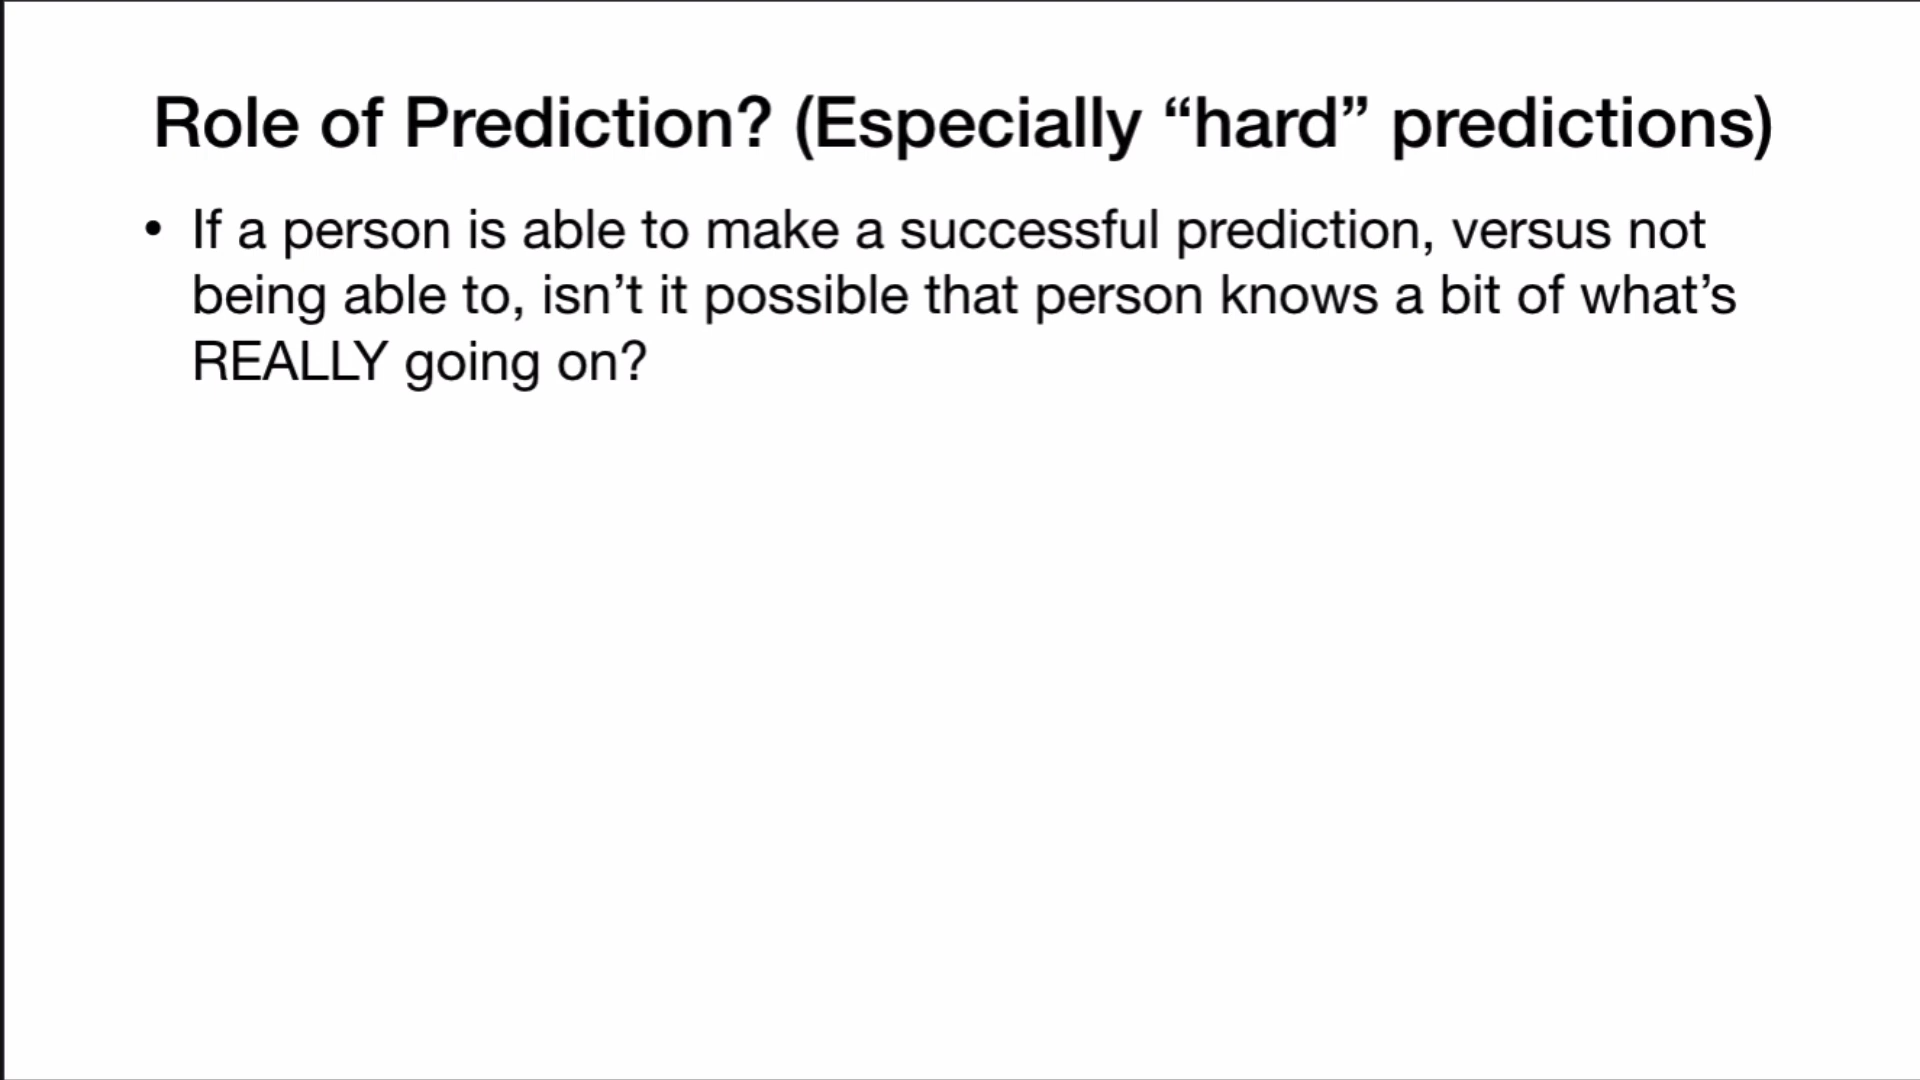 Role of Prediction? (Especially “hard” predictions)
• If a person is able to make a successful prediction, versus not
being able to, isn’t it possible that person knows a bit of what’s
REALLY going on?